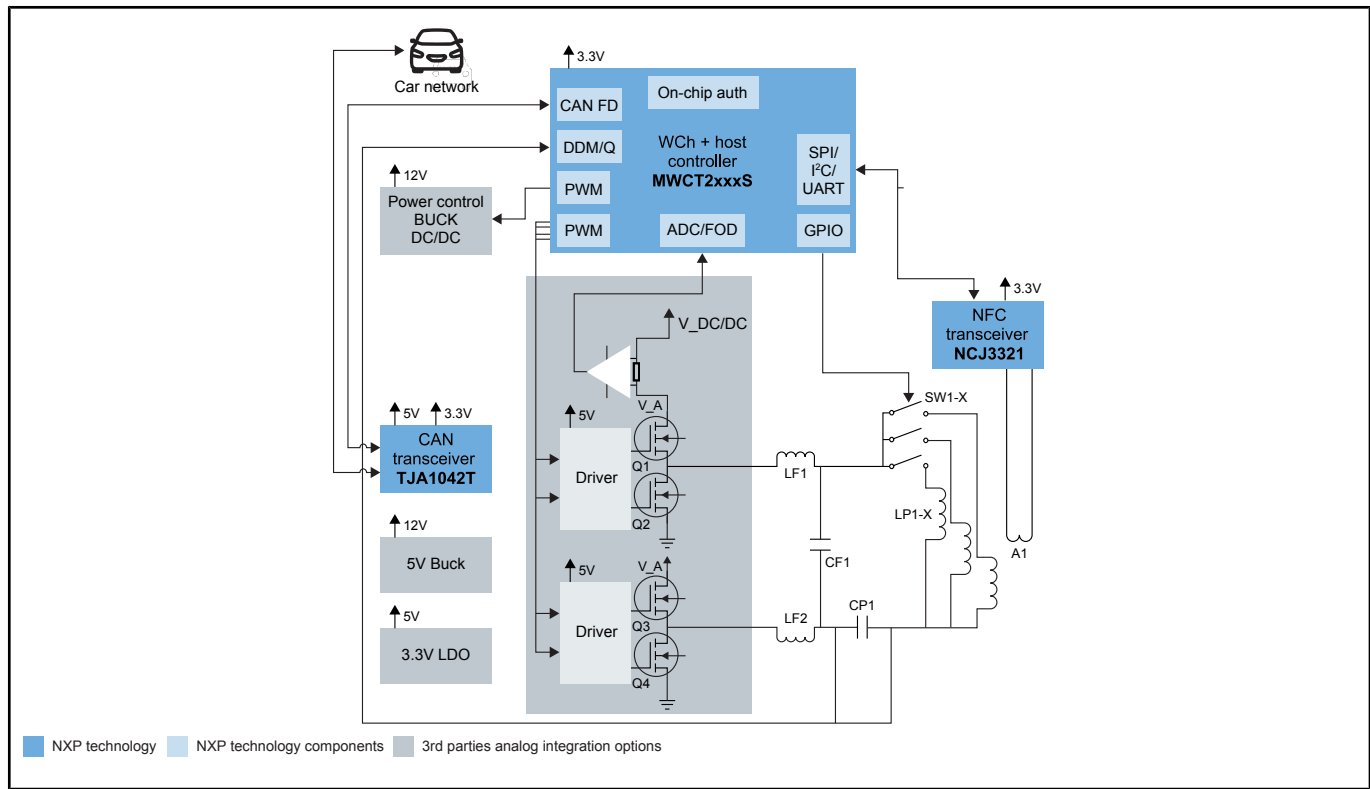 Car network
3.3V
CAN FD
On-chip auth
DDM/Q
WCh + host
controller
MWCT2xxxS
SPI/
I²C/
UART
12V
Power control
BUCK
DC/DC
PWM
PWM
ADC/FOD
GPIO
3.3V
NFC
transceiver
NCJ3321
V_DC/DC
SW1-X
5V
3.3V
CAN
transceiver
TJA1042T
V_A
5V
Driver
Q1
Q2
LF1
LP1-X
A1
12V
5V Buck
CF1
5V
V_A
CP1
5V
3.3V LDO
Driver
Q3
Q4
LF2
NXP technology
NXP technology components
3rd parties analog integration options